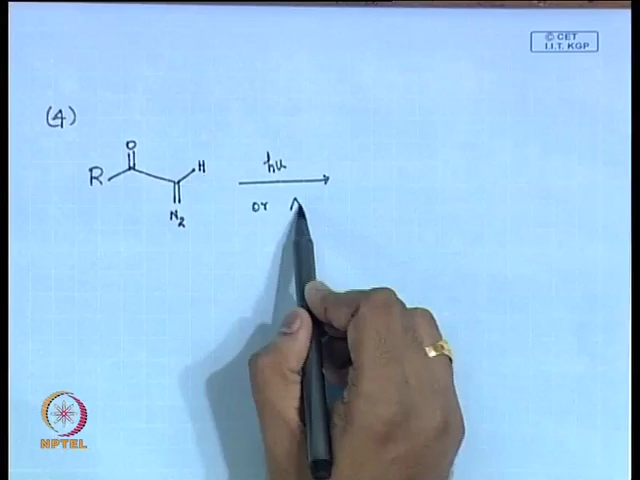 © CET
I.I.T. KGP
(4)
O
R H hν
N2 or
NPTEL